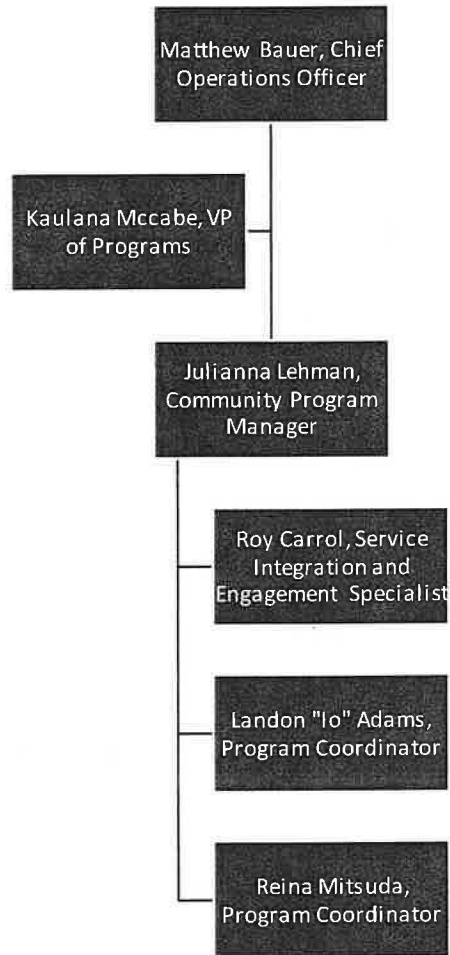 Matthew Bauer, Chief
Operations Officer
Kaulana Mccabe, VP
of Programs
Julianna Lehman,
Community Program
Manager
Roy Carrol, Service
Integration and
Engagement Specialist
Landon "Io" Adams,
Program Coordinator
Reina Mitsuda,
Program Coordinator